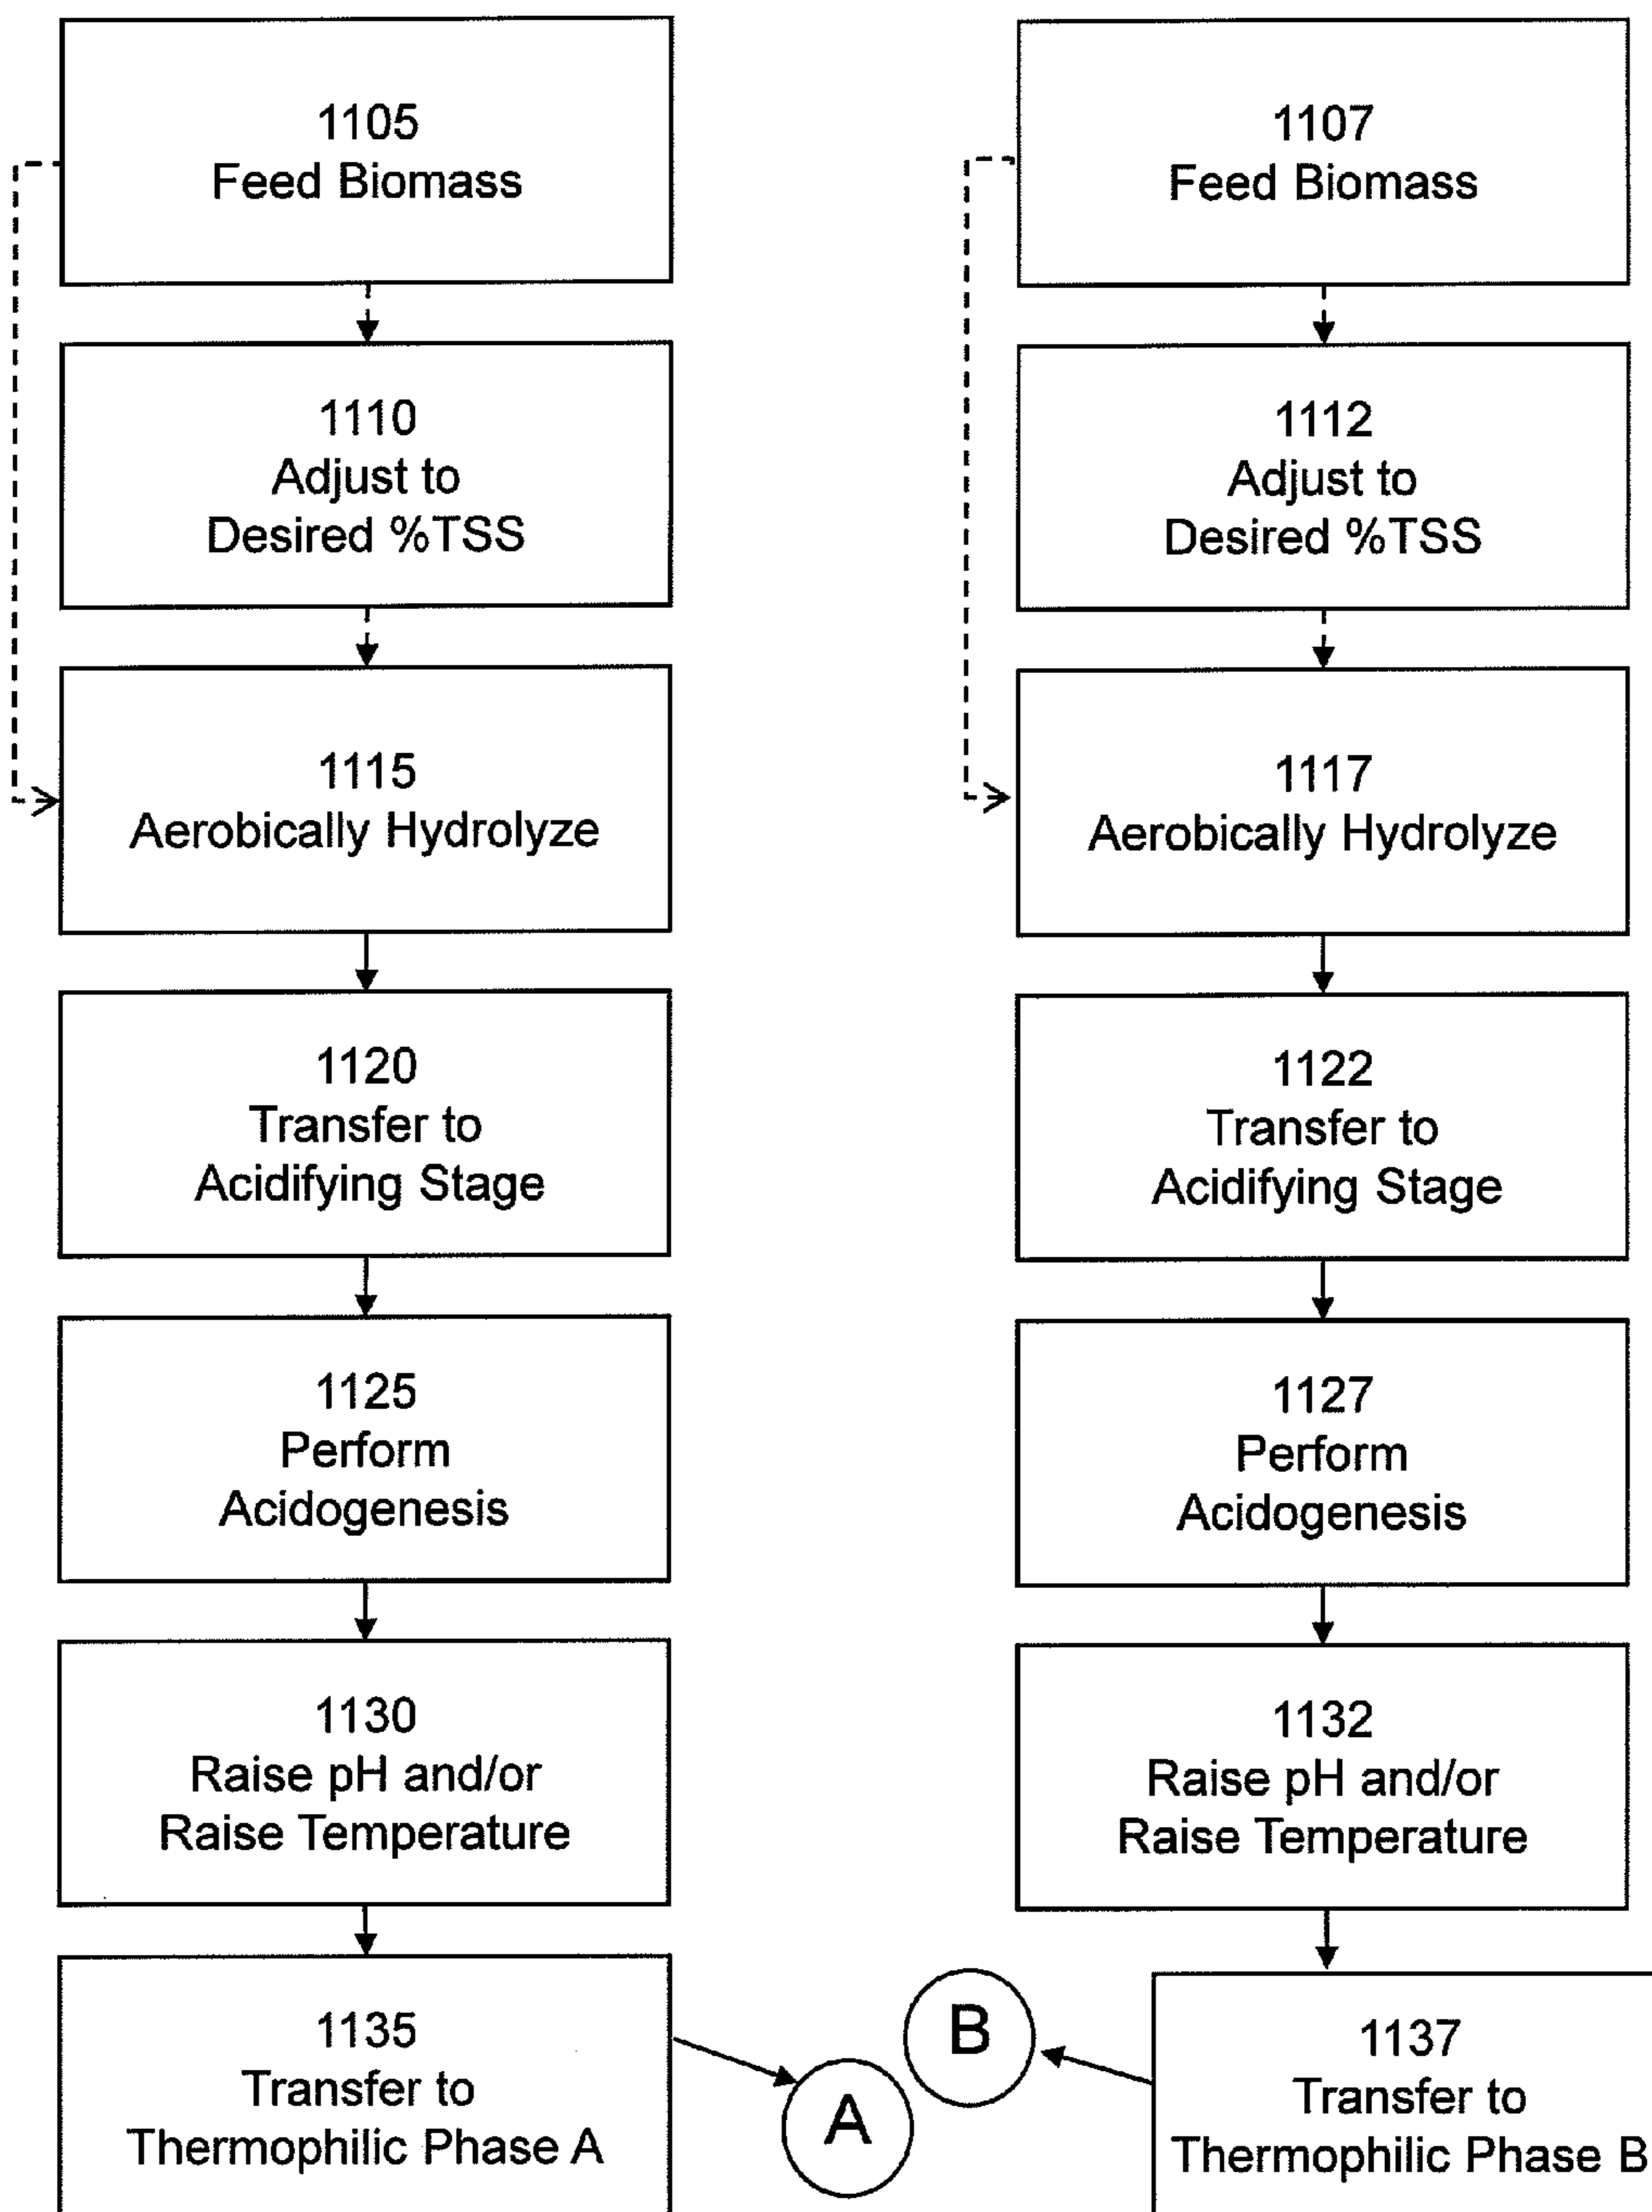 1105
Feed Biomass
1110
Adjust to
Desired %TSS
1115
Aerobically Hydrolyze
1120
Transfer to
Acidifying Stage
1125
Perform
Acidogenesis
1130
Raise pH and/or
Raise Temperature
1135
Transfer to
Thermophilic Phase A
A
1107
Feed Biomass
1112
Adjust to
Desired %TSS
1117
Aerobically Hydrolyze
1122
Transfer to
Acidifying Stage
1127
Perform
Acidogenesis
1132
Raise pH and/or
Raise Temperature
1137
Transfer to
Thermophilic Phase B
B